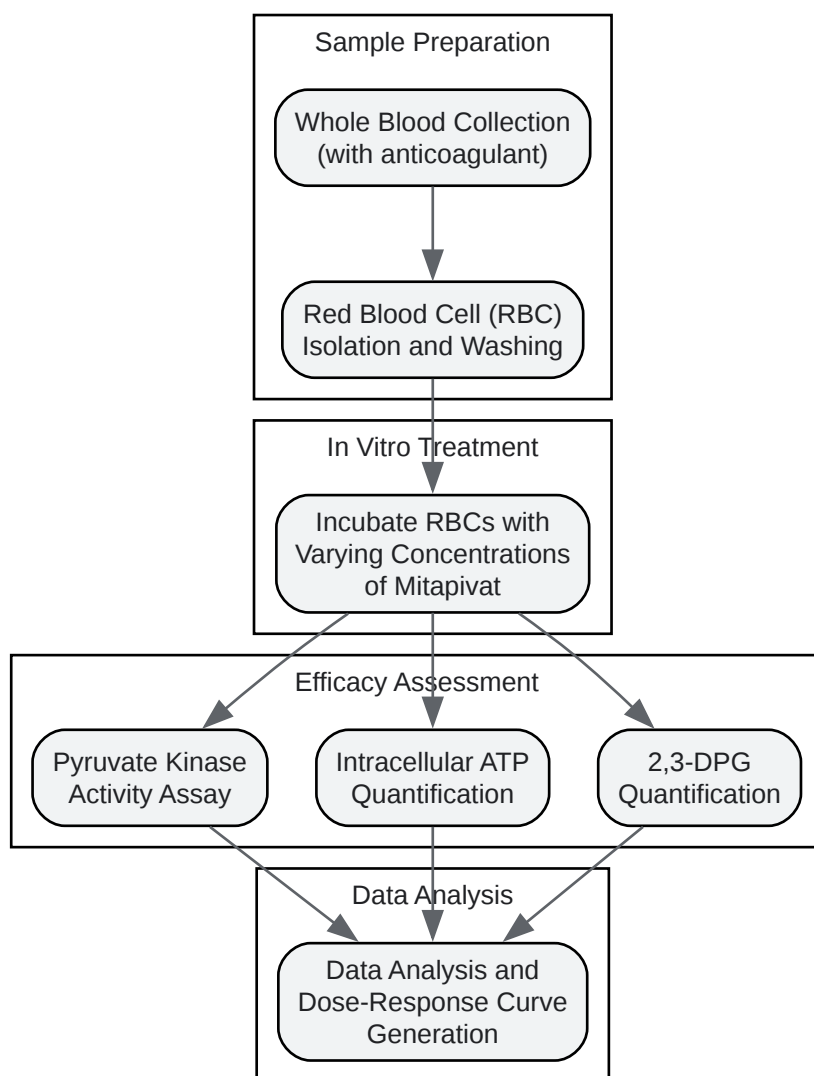 Sample Preparation
Whole Blood Collection
(with anticoagulant)
Red Blood Cell (RBC)
Isolation and Washing
In Vitro Treatment
Incubate RBCs with
Varying Concentrations
of Mitapivat
Efficacy Assessment
Pyruvate Kinase
Activity Assay
Intracellular ATP
Quantification
2,3-DPG
Quantification
Data Analysis
Data Analysis and
Dose-Response Curve
Generation